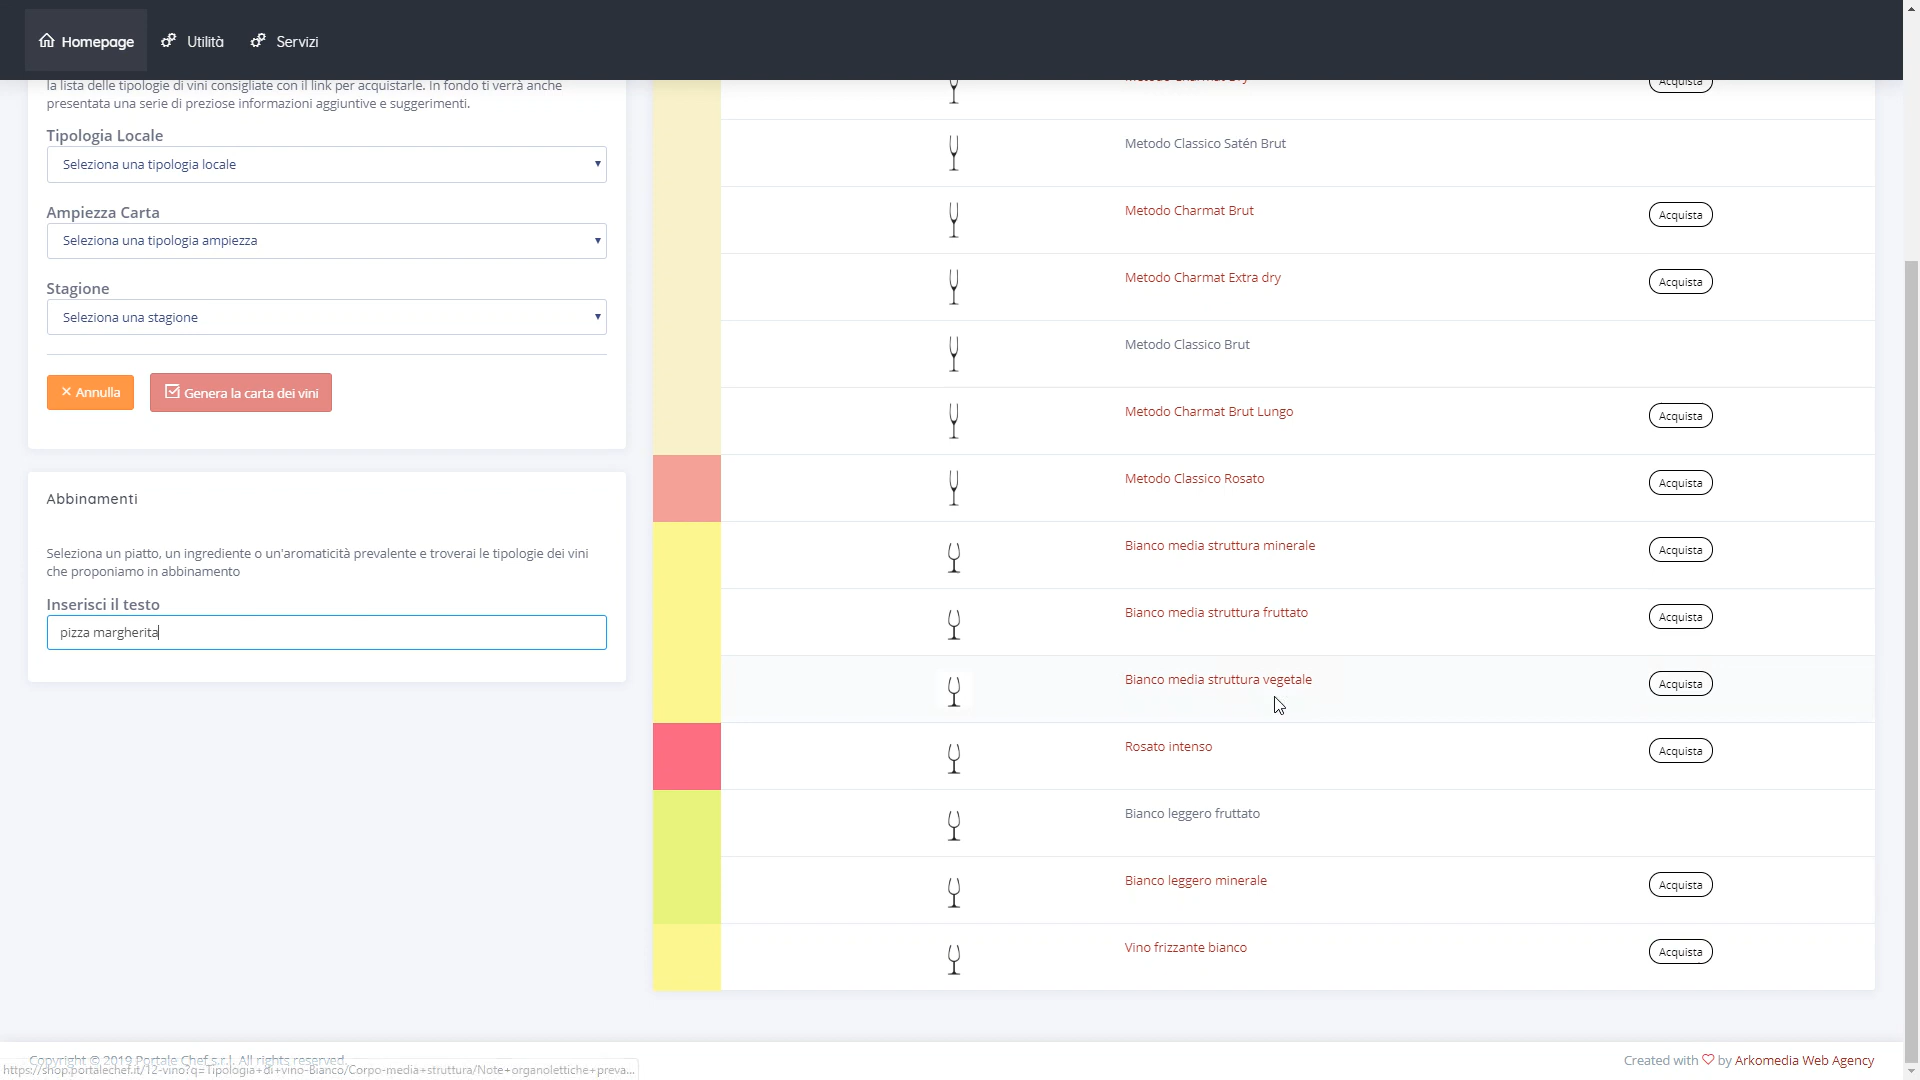 Homepage
Utilità
Servizi
la lista delle tipologie di vini consigliate con il link per acquistarle. In fondo ti verrà anche
presentata una serie di preziose informazioni aggiuntive e suggerimenti.
Tipologia Locale
Seleziona una tipologia locale
Ampiezza Carta
Seleziona una tipologia ampiezza
Stagione
Seleziona una stagione
Annulla
Genera la carta dei vini
Abbinamenti
Seleziona un piatto, un ingrediente o un'aromaticità prevalente e troverai le tipologie dei vini
che proponiamo in abbinamento
Inserisci il testo
pizza margherita
Metodo Charmat Dry
Acquista
Metodo Classico Satén Brut
Metodo Charmat Brut
Acquista
Metodo Charmat Extra dry
Acquista
Metodo Classico Brut
Metodo Charmat Brut Lungo
Acquista
Metodo Classico Rosato
Acquista
Bianco media struttura minerale
Acquista
Bianco media struttura fruttato
Acquista
Bianco media struttura vegetale
Acquista
Rosato intenso
Acquista
Bianco leggero fruttato
Bianco leggero minerale
Acquista
Vino frizzante bianco
Acquista
Copyright © 2019 Portale Chef s.r.l. All rights reserved.
Created with ♡ by Arkomedia Web Agency
https://shop.portalechef.it/12-vino?q=Tipologia+di+vino-Bianco/Corpo-media+struttura/Note+organolettiche+preva...